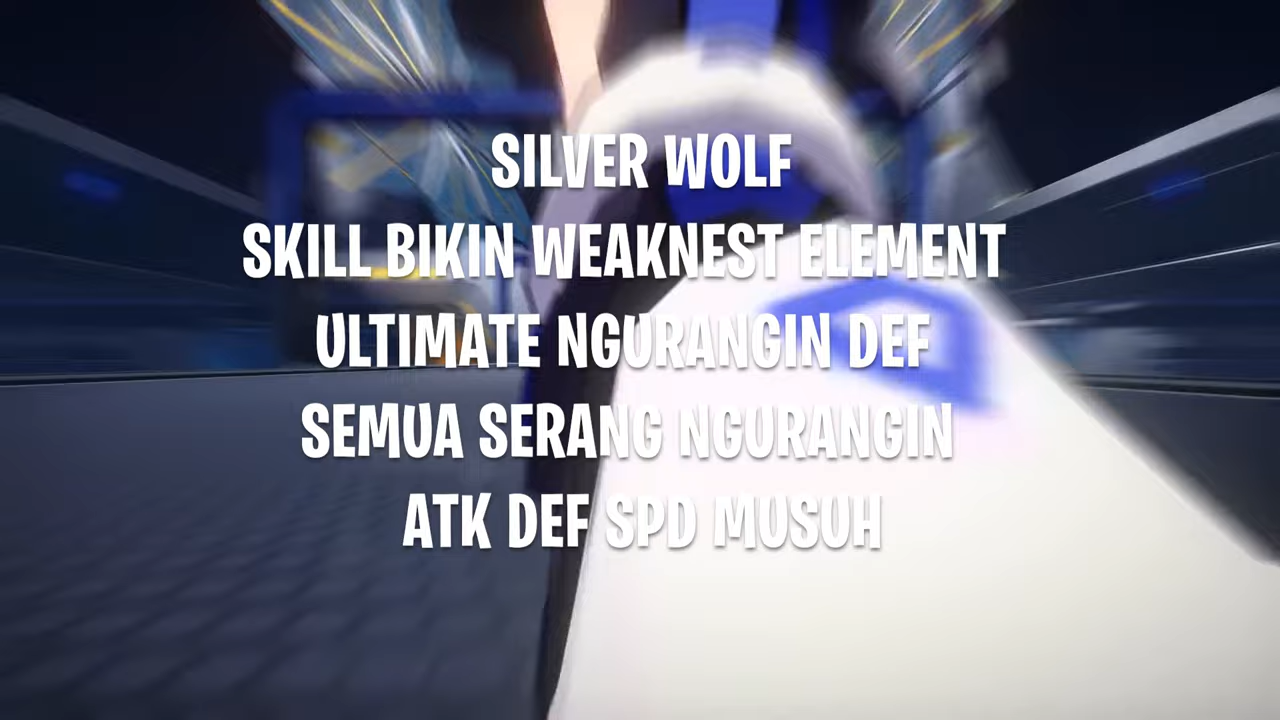 SILVER WOLF
SKILL BIKIN WEAKNEST ELEMENT
ULTIMATE NGURANGIN DEF
SEMUA SERANG NGURANGIN
ATK DEF SPD MUSUH